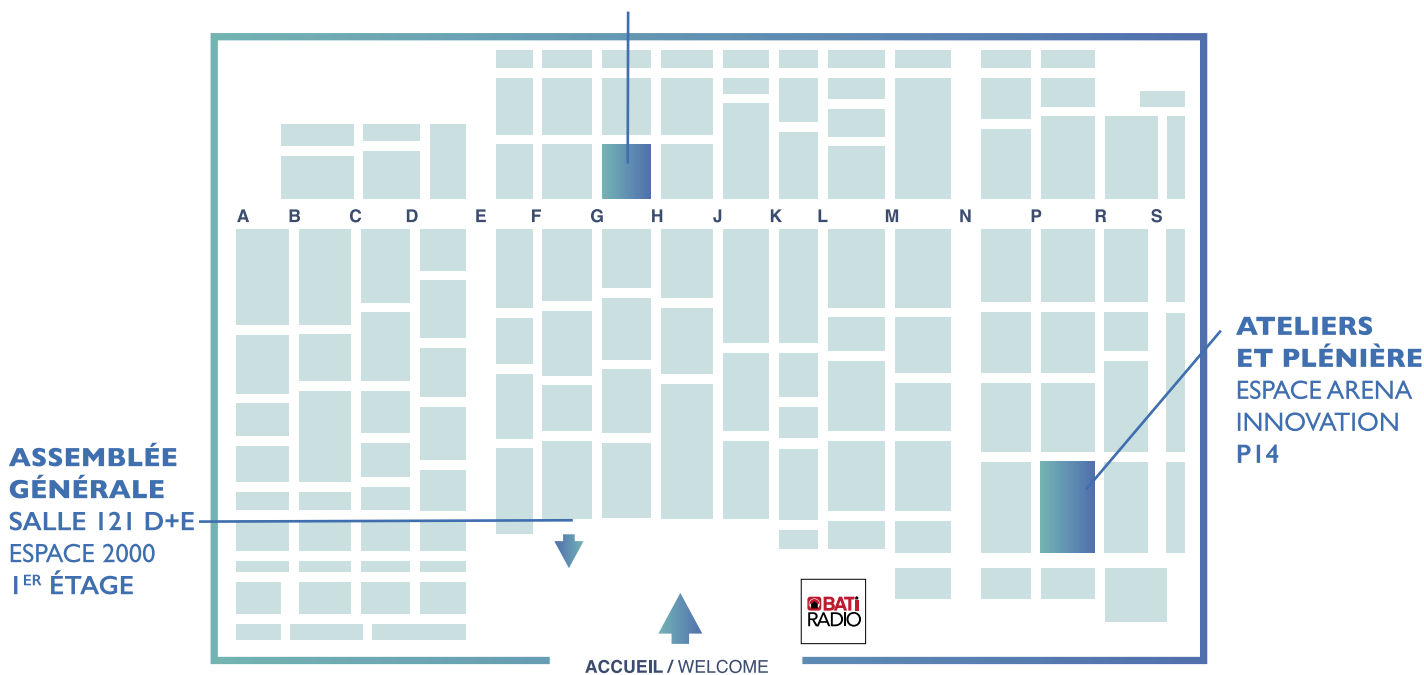 A B C D E F G H J K L M N P R S
ATELIERS
ET PLÉNIÈRE
ESPACE ARENA
INNOVATION
P14
ASSEMBLÉE
GÉNÉRALE
SALLE 121 D+E
ESPACE 2000
1ER ÉTAGE
BATi
RADIO
ACCUEIL / WELCOME